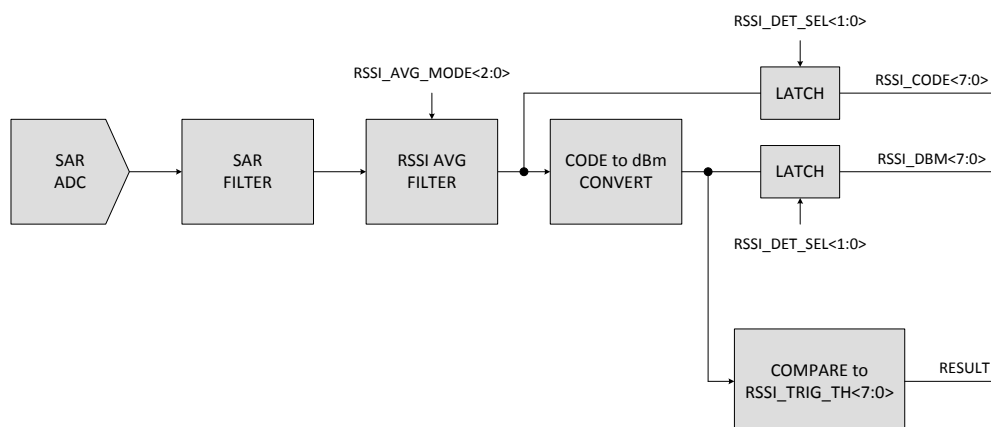 RSSI_DET_SEL<1:0>
RSSI_AVG_MODE<2:0>
LATCH
RSSI_CODE<7:0>
SAR
ADC
SAR
FILTER
RSSI AVG
FILTER
CODE to dBm
CONVERT
LATCH
RSSI_DBM<7:0>
RSSI_DET_SEL<1:0>
COMPARE to
RSSI_TRIG_TH<7:0>
RESULT